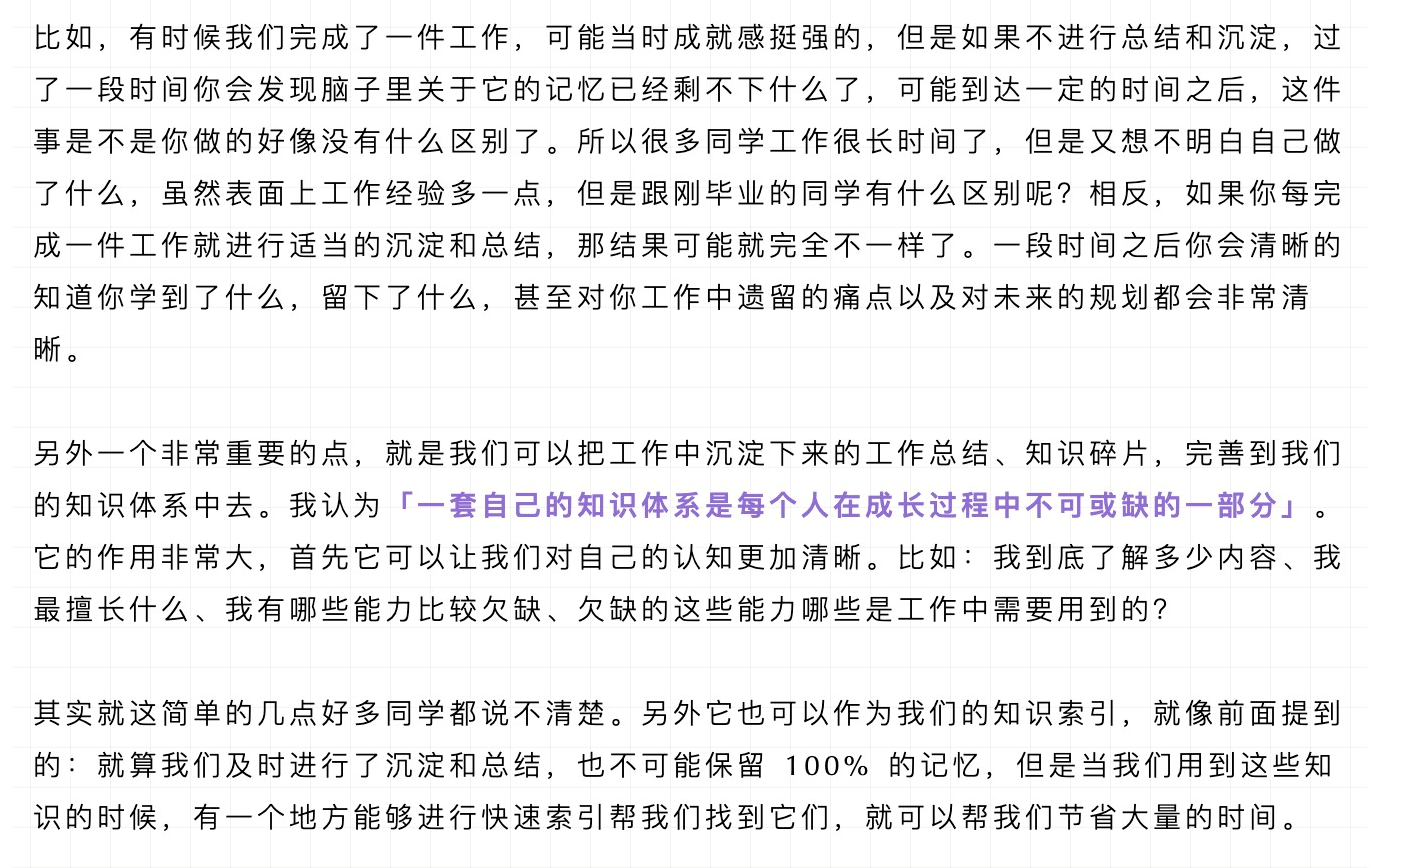 比如，有时候我们完成了一件工作，可能当时成就感挺强的，但是如果不进行总结和沉淀，过
了一段时间你会发现脑子里关于它的记忆已经剩不下什么了，可能到达一定的时间之后，这件
事是不是你做的好像没有什么区别了。所以很多同学工作很长时间了，但是又想不明白自己做
了什么，虽然表面上工作经验多一点，但是跟刚毕业的同学有什么区别呢？相反，如果你每完
成一件工作就进行适当的沉淀和总结，那结果可能就完全不一样了。一段时间之后你会清晰的
知道你学到了什么，留下了什么，甚至对你工作中遗留的痛点以及对未来的规划都会非常清
晰。
另外一个非常重要的点，就是我们可以把工作中沉淀下来的工作总结、知识碎片，完善到我们
的知识体系中去。我认为「一套自己的知识体系是每个人在成长过程中不可或缺的一部分」。
它的作用非常大，首先它可以让我们对自己的认知更加清晰。比如：我到底了解多少内容、我
最擅长什么、我有哪些能力比较欠缺、欠缺的这些能力哪些是工作中需要用到的？
其实就这简单的几点好多同学都说不清楚。另外它也可以作为我们的知识索引，就像前面提到
的：就算我们及时进行了沉淀和总结，也不可能保留 100% 的记忆，但是当我们用到这些知
识的时候，有一个地方能够进行快速索引帮我们找到它们，就可以帮我们节省大量的时间。